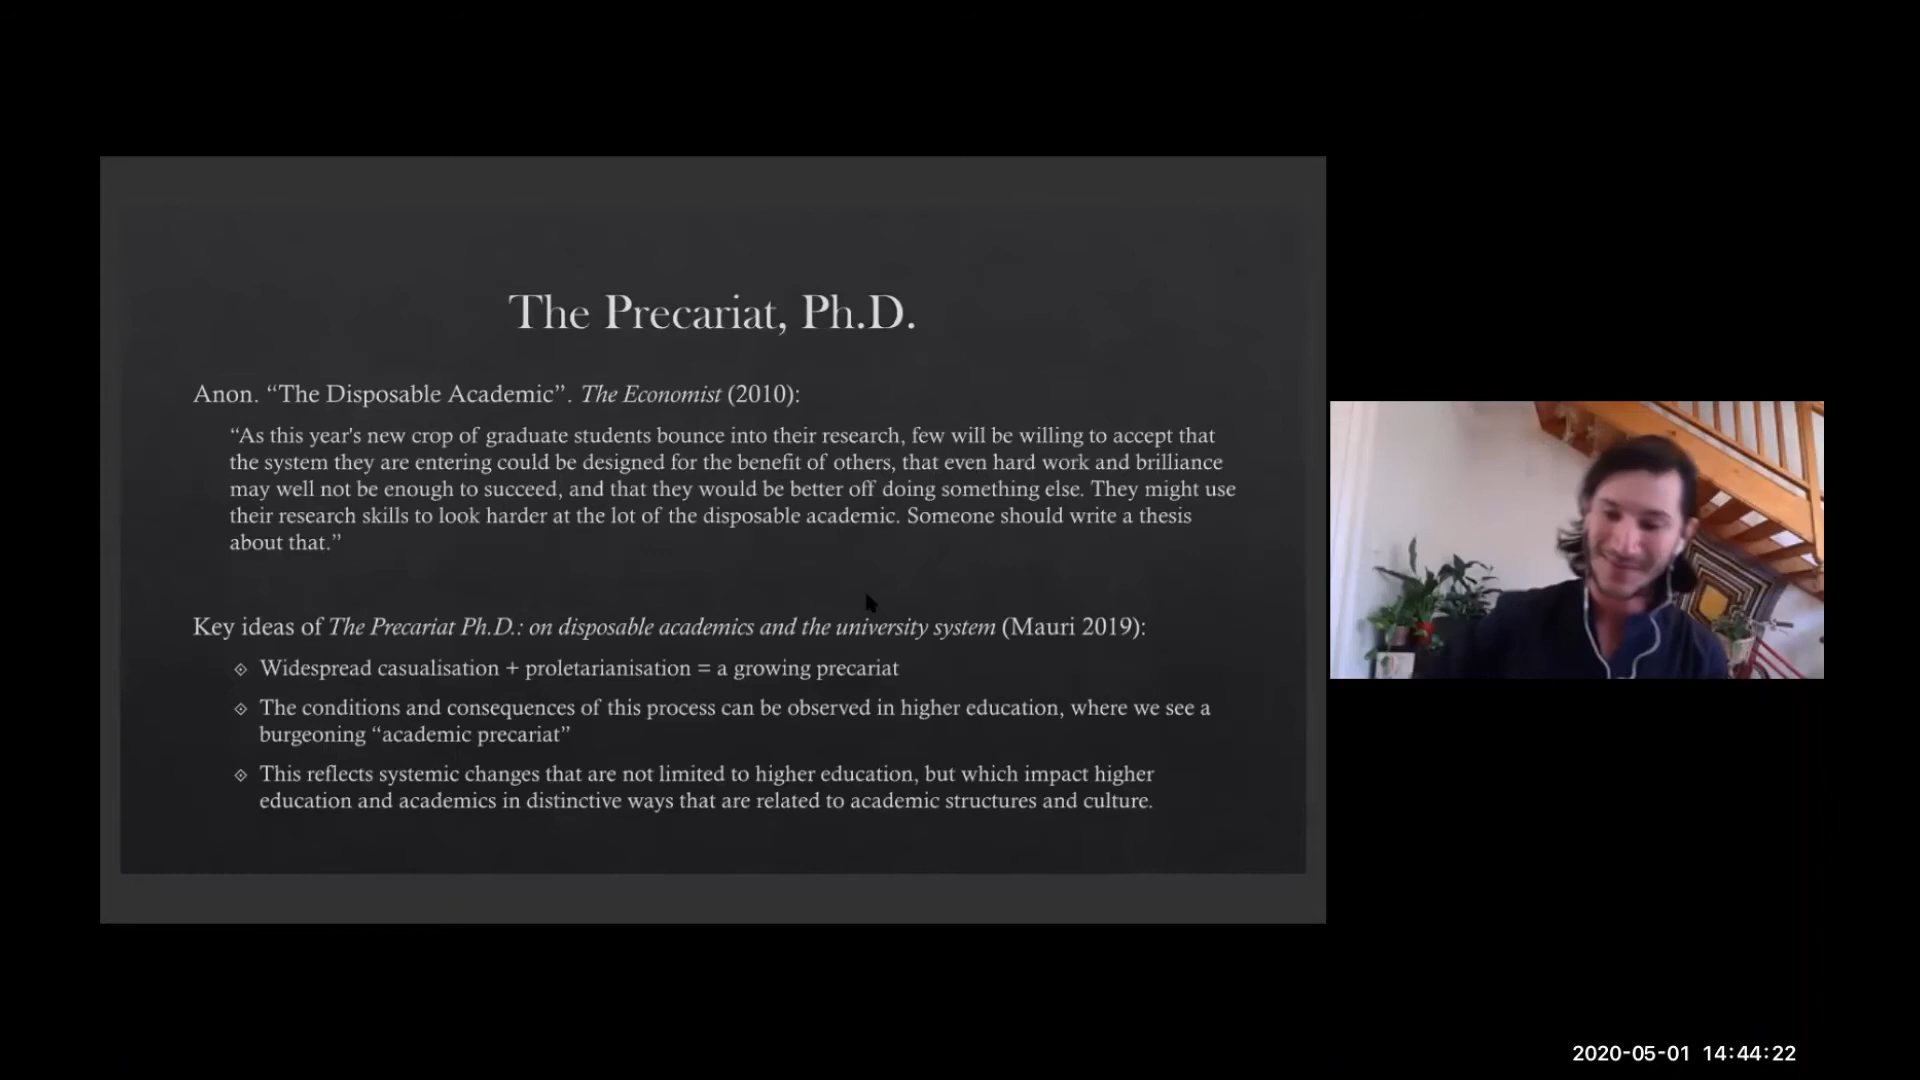 The Precariat, Ph.D.
Anon. “The Disposable Academic”. The Economist (2010):
“As this year's new crop of graduate students bounce into their research, few will be willing to accept that
the system they are entering could be designed for the benefit of others, that even hard work and brilliance
may well not be enough to succeed, and that they would be better off doing something else. They might use
their research skills to look harder at the lot of the disposable academic. Someone should write a thesis
about that.”
Key ideas of The Precariat Ph.D.: on disposable academics and the university system (Mauri 2019):
Widespread casualisation + proletarianisation = a growing precariat
The conditions and consequences of this process can be observed in higher education, where we see a
burgeoning “academic precariat”
This reflects systemic changes that are not limited to higher education, but which impact higher
education and academics in distinctive ways that are related to academic structures and culture.
2020-05-01 14:44:22